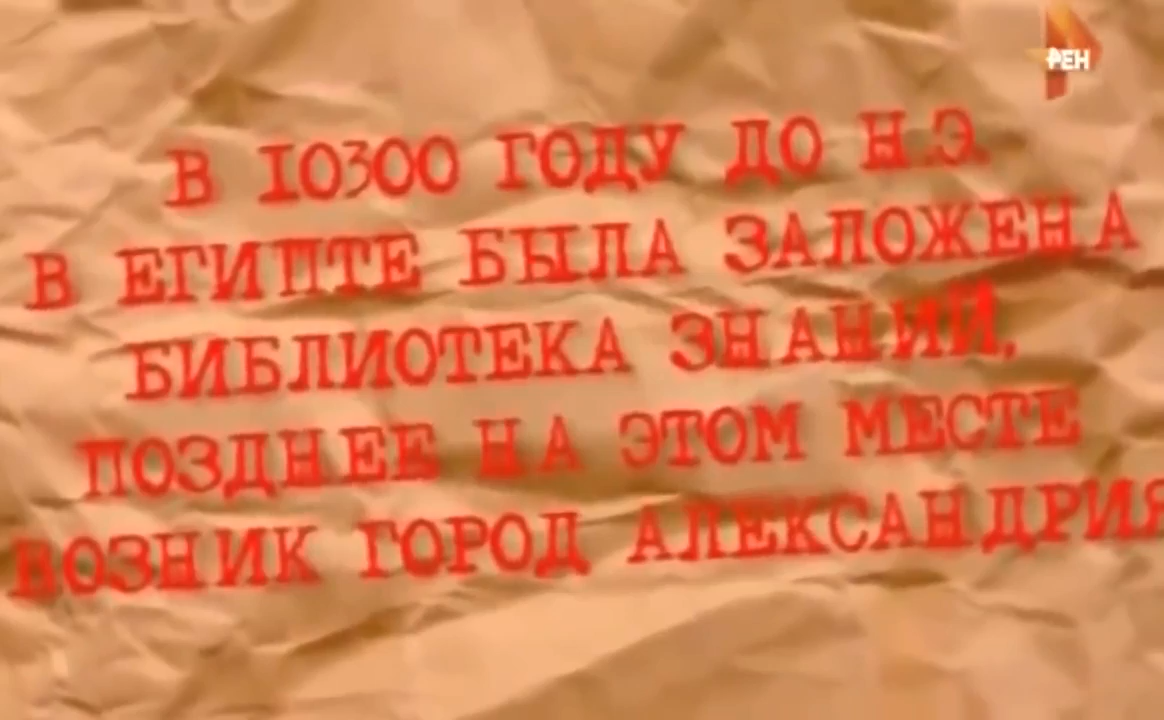 РЕН
В 10300 ГОДУ ДО Н.Э.
В ЕГИПТЕ БЫЛА ЗАЛОЖЕНА
БИБЛИОТЕКА ЗНАНИЙ,
ПОЗДНЕЕ НА ЭТОМ МЕСТЕ
ВОЗНИК ГОРОД АЛЕКСАНДРИЯ